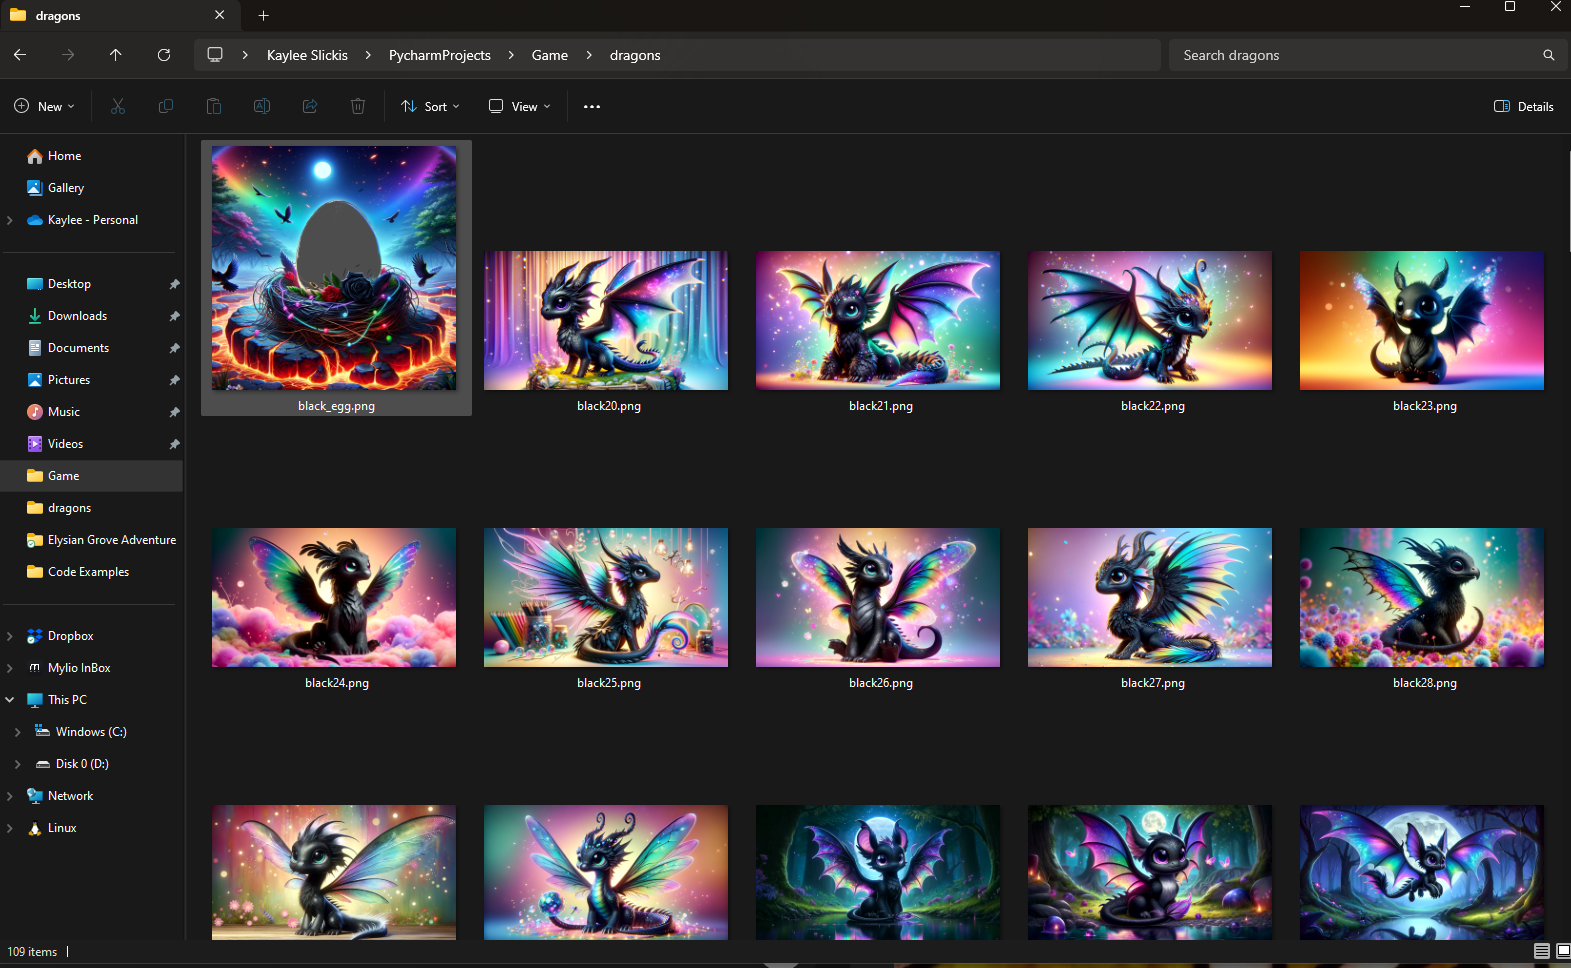 dragons
Kaylee Slickis
PycharmProjects
Game
dragons
Search dragons
New
Sort
View
Details
Home
Gallery
Kaylee - Personal
Desktop
Downloads
Documents
Pictures
Music
Videos
Game
dragons
Elysian Grove Adventure
Code Examples
Dropbox
Mylio InBox
This PC
Windows (C:)
Disk 0 (D:)
Network
Linux
black_egg.png
black20.png
black21.png
black22.png
black23.png
black24.png
black25.png
black26.png
black27.png
black28.png
109 items